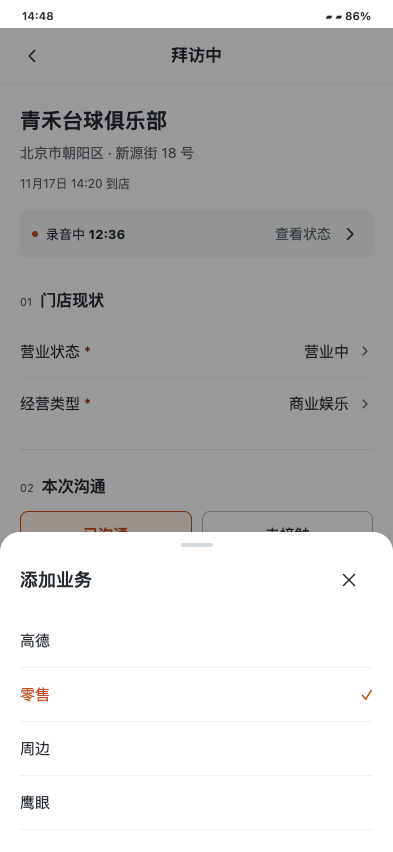 14:48
86%
拜访中
青禾台球俱乐部
北京市朝阳区 · 新源街 18 号
11月17日 14:20 到店
录音中 12:36 查看状态
01 门店现状
营业状态 * 营业中
经营类型 * 商业娱乐
02 本次沟通
添加业务
高德
零售
周边
鹰眼